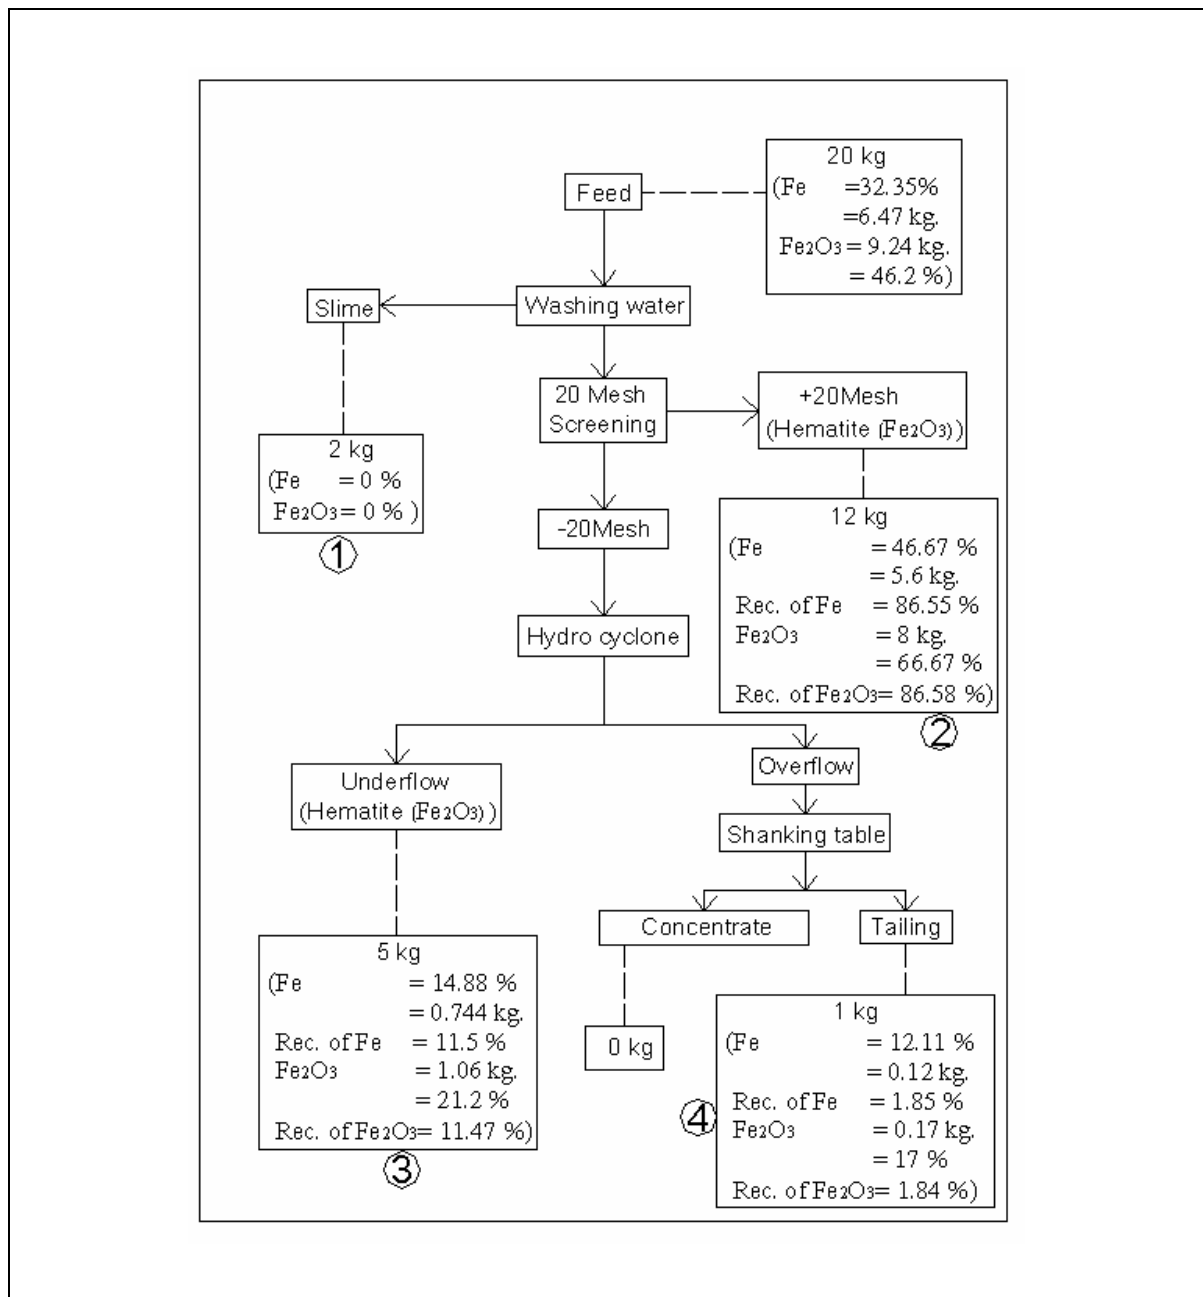 20 kg
(Fe =32.35%
=6.47 kg.
Fe₂O₃ = 9.24 kg.
= 46.2 %)
Feed
Washing water
Slime
2 kg
(Fe = 0 %
Fe₂O₃ = 0 % )
1
20 Mesh
Screening
+20Mesh
(Hematite (Fe₂O₃))
12 kg
(Fe = 46.67 %
= 5.6 kg.
Rec. of Fe = 86.55 %
Fe₂O₃ = 8 kg.
= 66.67 %
Rec. of Fe₂O₃= 86.58 %)
2
-20Mesh
Hydro cyclone
Underflow
(Hematite (Fe₂O₃) )
5 kg
(Fe = 14.88 %
= 0.744 kg.
Rec. of Fe = 11.5 %
Fe₂O₃ = 1.06 kg.
= 21.2 %
Rec. of Fe₂O₃= 11.47 %)
3
Overflow
Shanking table
Concentrate
0 kg
Tailing
1 kg
(Fe = 12.11 %
= 0.12 kg.
Rec. of Fe = 1.85 %
Fe₂O₃ = 0.17 kg.
= 17 %
Rec. of Fe₂O₃= 1.84 %)
4